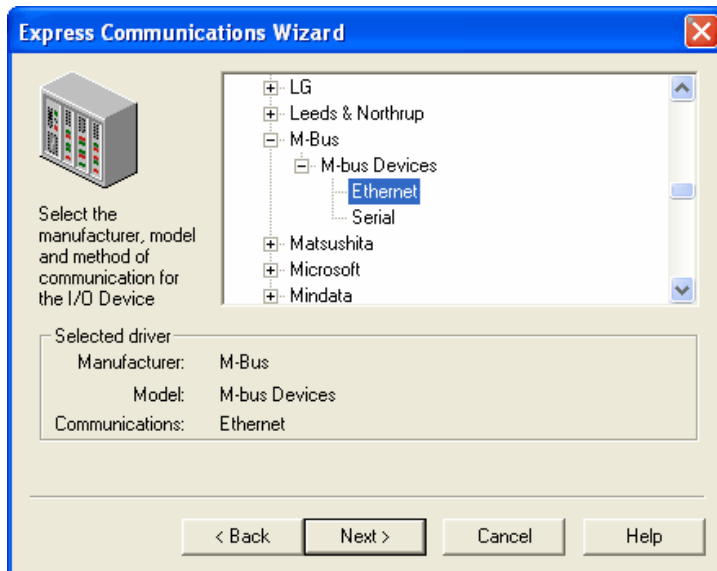 Express Communications Wizard
LG
Leeds & Northrup
M-Bus
M-bus Devices
Ethernet
Serial
Matsushita
Microsoft
Mindata
Select the
manufacturer, model
and method of
communication for
the I/O Device
Selected driver
Manufacturer: M-Bus
Model: M-bus Devices
Communications: Ethernet
< Back Next > Cancel Help